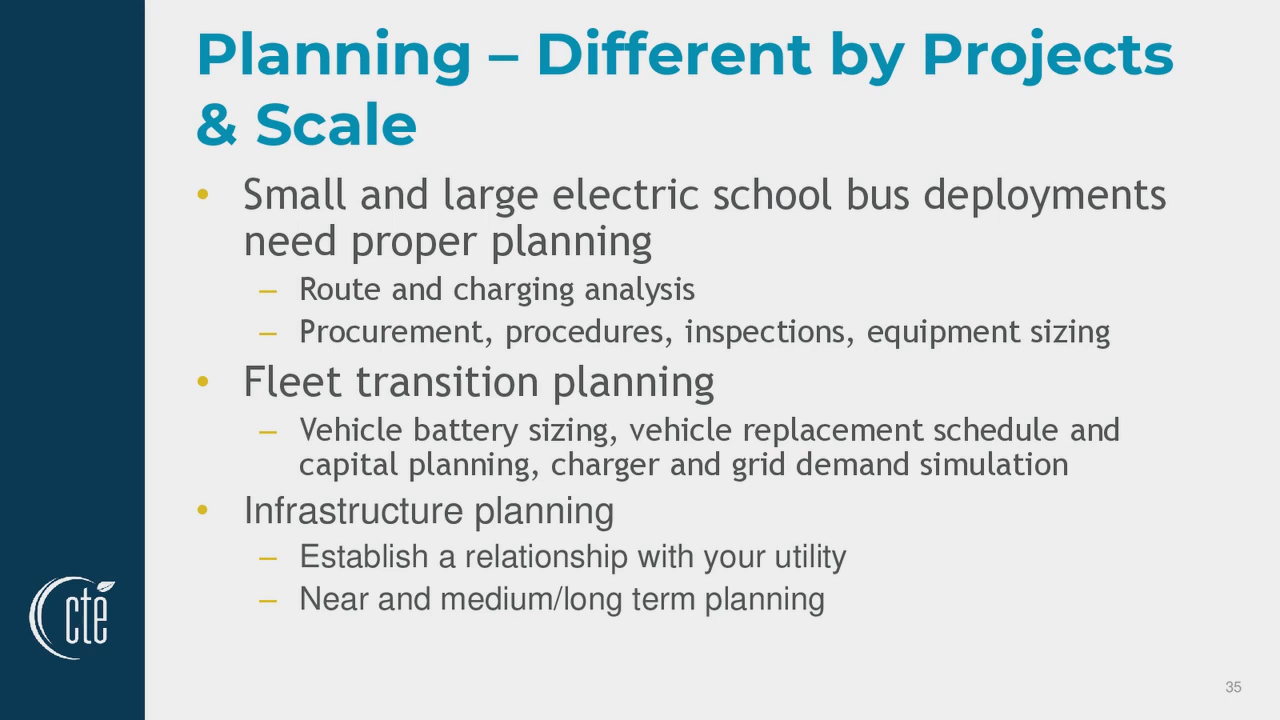 Planning – Different by Projects
& Scale
• Small and large electric school bus deployments
need proper planning
– Route and charging analysis
– Procurement, procedures, inspections, equipment sizing
• Fleet transition planning
– Vehicle battery sizing, vehicle replacement schedule and
capital planning, charger and grid demand simulation
• Infrastructure planning
– Establish a relationship with your utility
– Near and medium/long term planning
cte
35